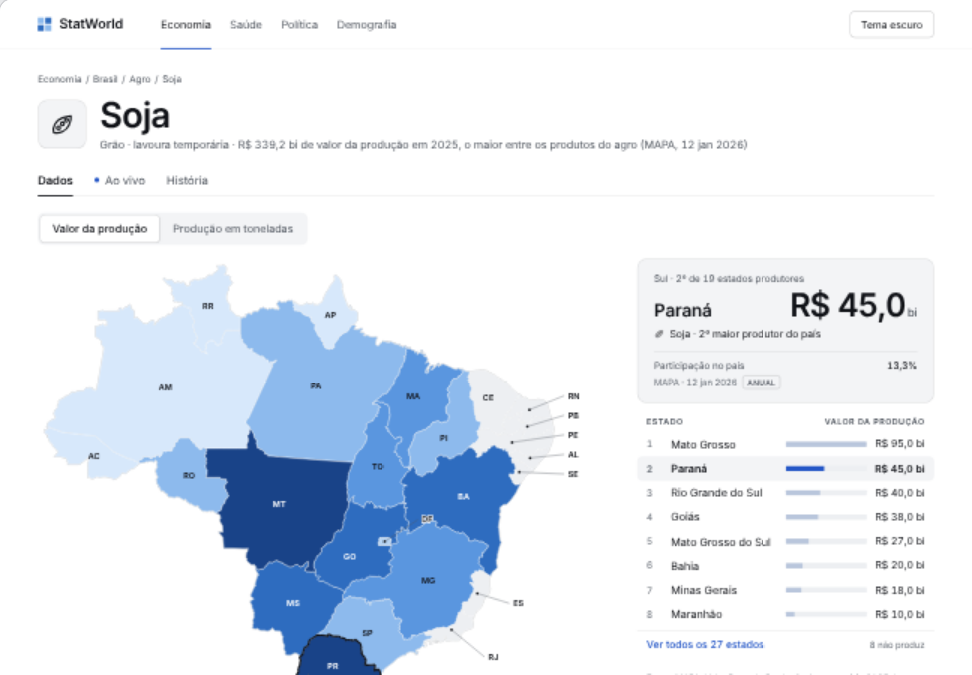 StatWorld
Economia
Saúde
Política
Demografia
Tema escuro
Economia / Brasil / Agro / Soja
Soja
Grão · lavoura temporária · R$ 339,2 bi de valor da produção em 2025, o maior entre os produtos do agro (MAPA, 12 jan 2026)
Dados
Ao vivo
História
Valor da produção
Produção em toneladas
RR
AP
AM
PA
MA
CE
RN
PB
PE
AL
SE
PI
AC
RO
TO
MT
BA
DF
GO
MG
MS
ES
SP
RJ
PR
Sul · 2º de 19 estados produtores
Paraná
R$ 45,0 bi
Soja · 2º maior produtor do país
Participação no país 13,3%
MAPA · 12 jan 2026 ANUAL
ESTADO VALOR DA PRODUÇÃO
1 Mato Grosso R$ 95,0 bi
2 Paraná R$ 45,0 bi
3 Rio Grande do Sul R$ 40,0 bi
4 Goiás R$ 38,0 bi
5 Mato Grosso do Sul R$ 27,0 bi
6 Bahia R$ 20,0 bi
7 Minas Gerais R$ 18,0 bi
8 Maranhão R$ 10,0 bi
Ver todos os 27 estados 8 não produz